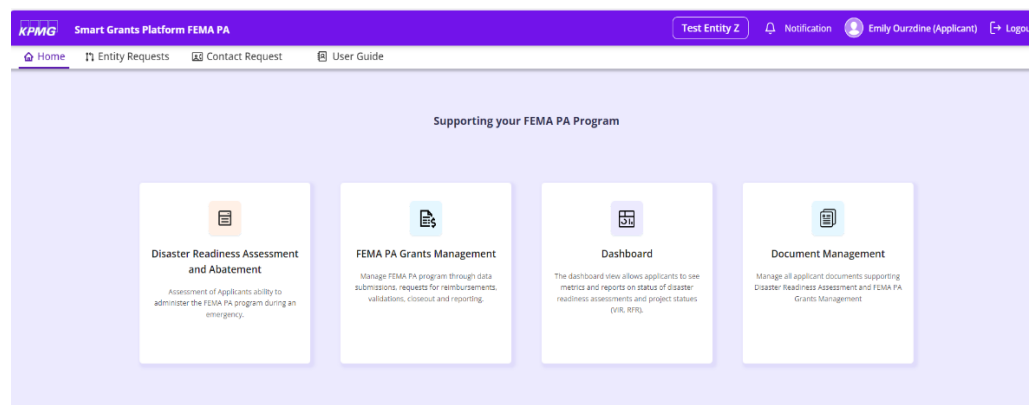 KPMG Smart Grants Platform FEMA PA Test Entity Z Notification Emily Ourzdine (Applicant) Logou
Home Entity Requests Contact Request User Guide
Supporting your FEMA PA Program
Disaster Readiness Assessment
and Abatement
Assessment of Applicants ability to
administer the FEMA PA program during an
emergency.
FEMA PA Grants Management
Manage FEMA PA program through data
submissions, requests for reimbursements,
validations, closeout and reporting.
Dashboard
The dashboard view allows applicants to see
metrics and reports on status of disaster
readiness assessments and project statues
(VIR, RFR).
Document Management
Manage all applicant documents supporting
Disaster Readiness Assessment and FEMA PA
Grants Management